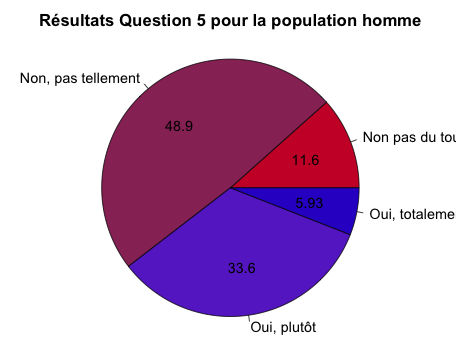 Résultats Question 5 pour la population homme
Non, pas tellement
48.9
Non pas du tou
11.6
5.93
Oui, totaleme
33.6
Oui, plutôt